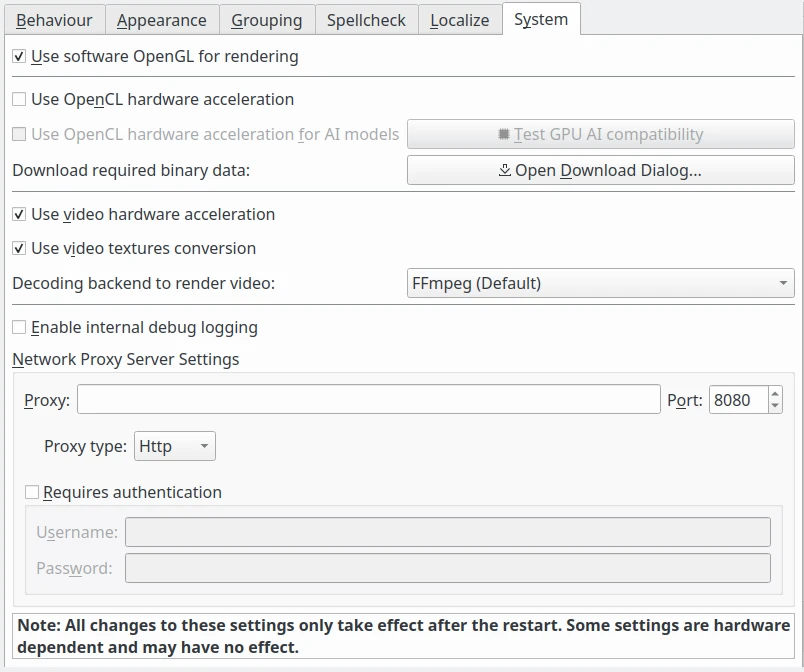 Behaviour Appearance Grouping Spellcheck Localize System
Use software OpenGL for rendering
Use OpenCL hardware acceleration
Use OpenCL hardware acceleration for AI models Test GPU AI compatibility
Download required binary data: Open Download Dialog...
Use video hardware acceleration
Use video textures conversion
Decoding backend to render video: FFmpeg (Default)
Enable internal debug logging
Network Proxy Server Settings
Proxy: Port: 8080
Proxy type: Http
Requires authentication
Username:
Password:
Note: All changes to these settings only take effect after the restart. Some settings are hardware
dependent and may have no effect.